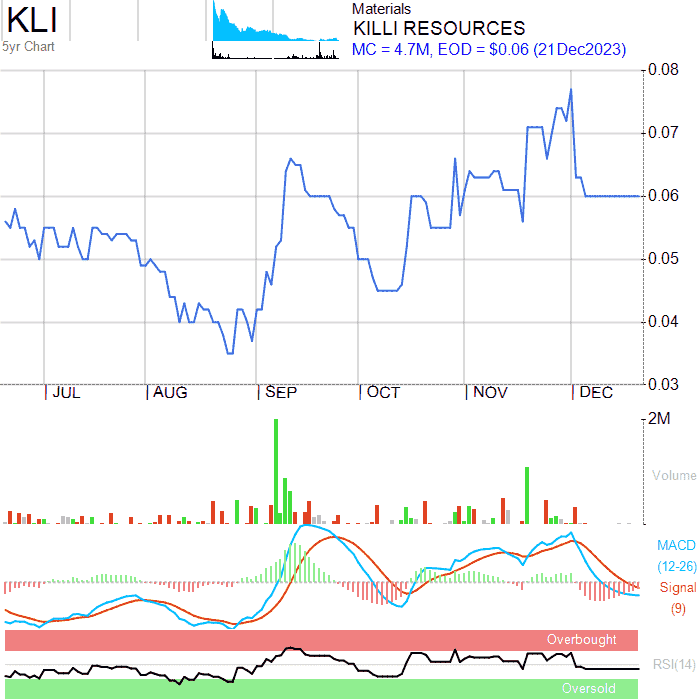 KLI
5yr Chart
Materials
KILLI RESOURCES
MC = 4.7M, EOD = $0.06 (21Dec2023)
0.08
0.07
0.06
0.05
0.04
0.03
JUL AUG SEP OCT NOV DEC
2M
Volume
MACD
(12-26)
Signal
(9)
Overbought
RSI(14)
Oversold